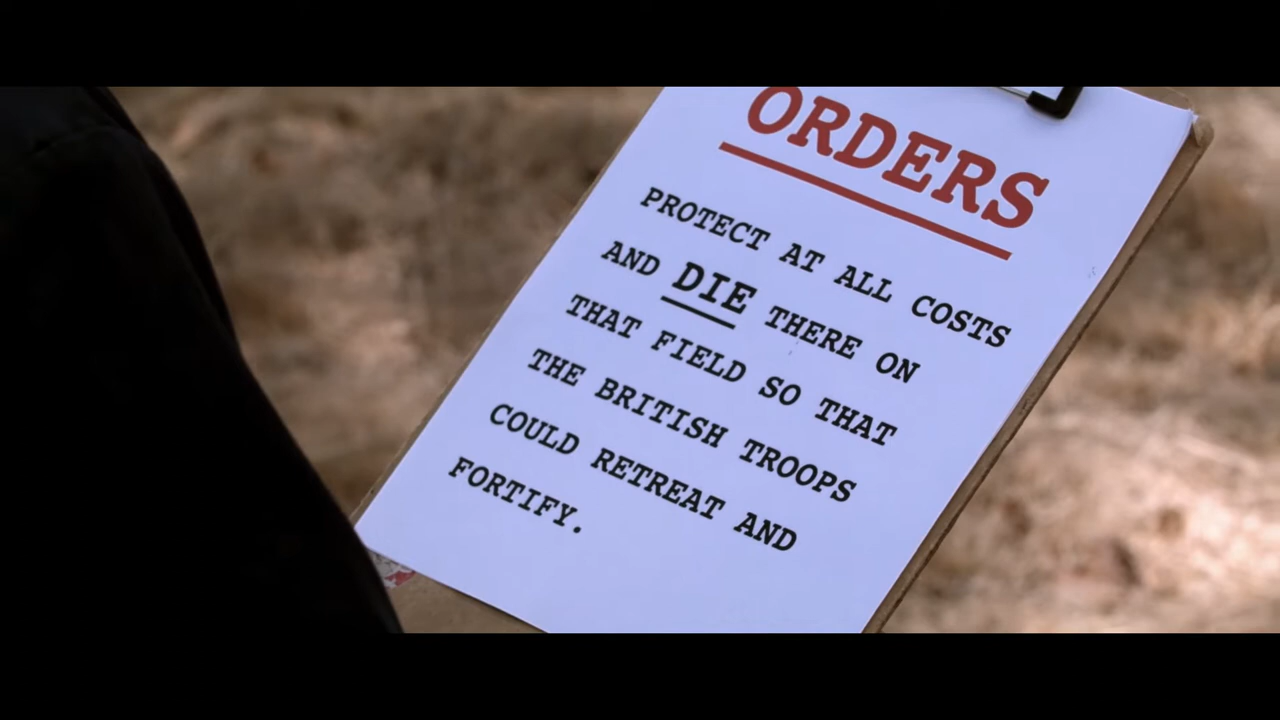 ORDERS
PROTECT AT ALL COSTS
AND DIE THERE ON
THAT FIELD SO THAT
THE BRITISH TROOPS
COULD RETREAT AND
FORTIFY.